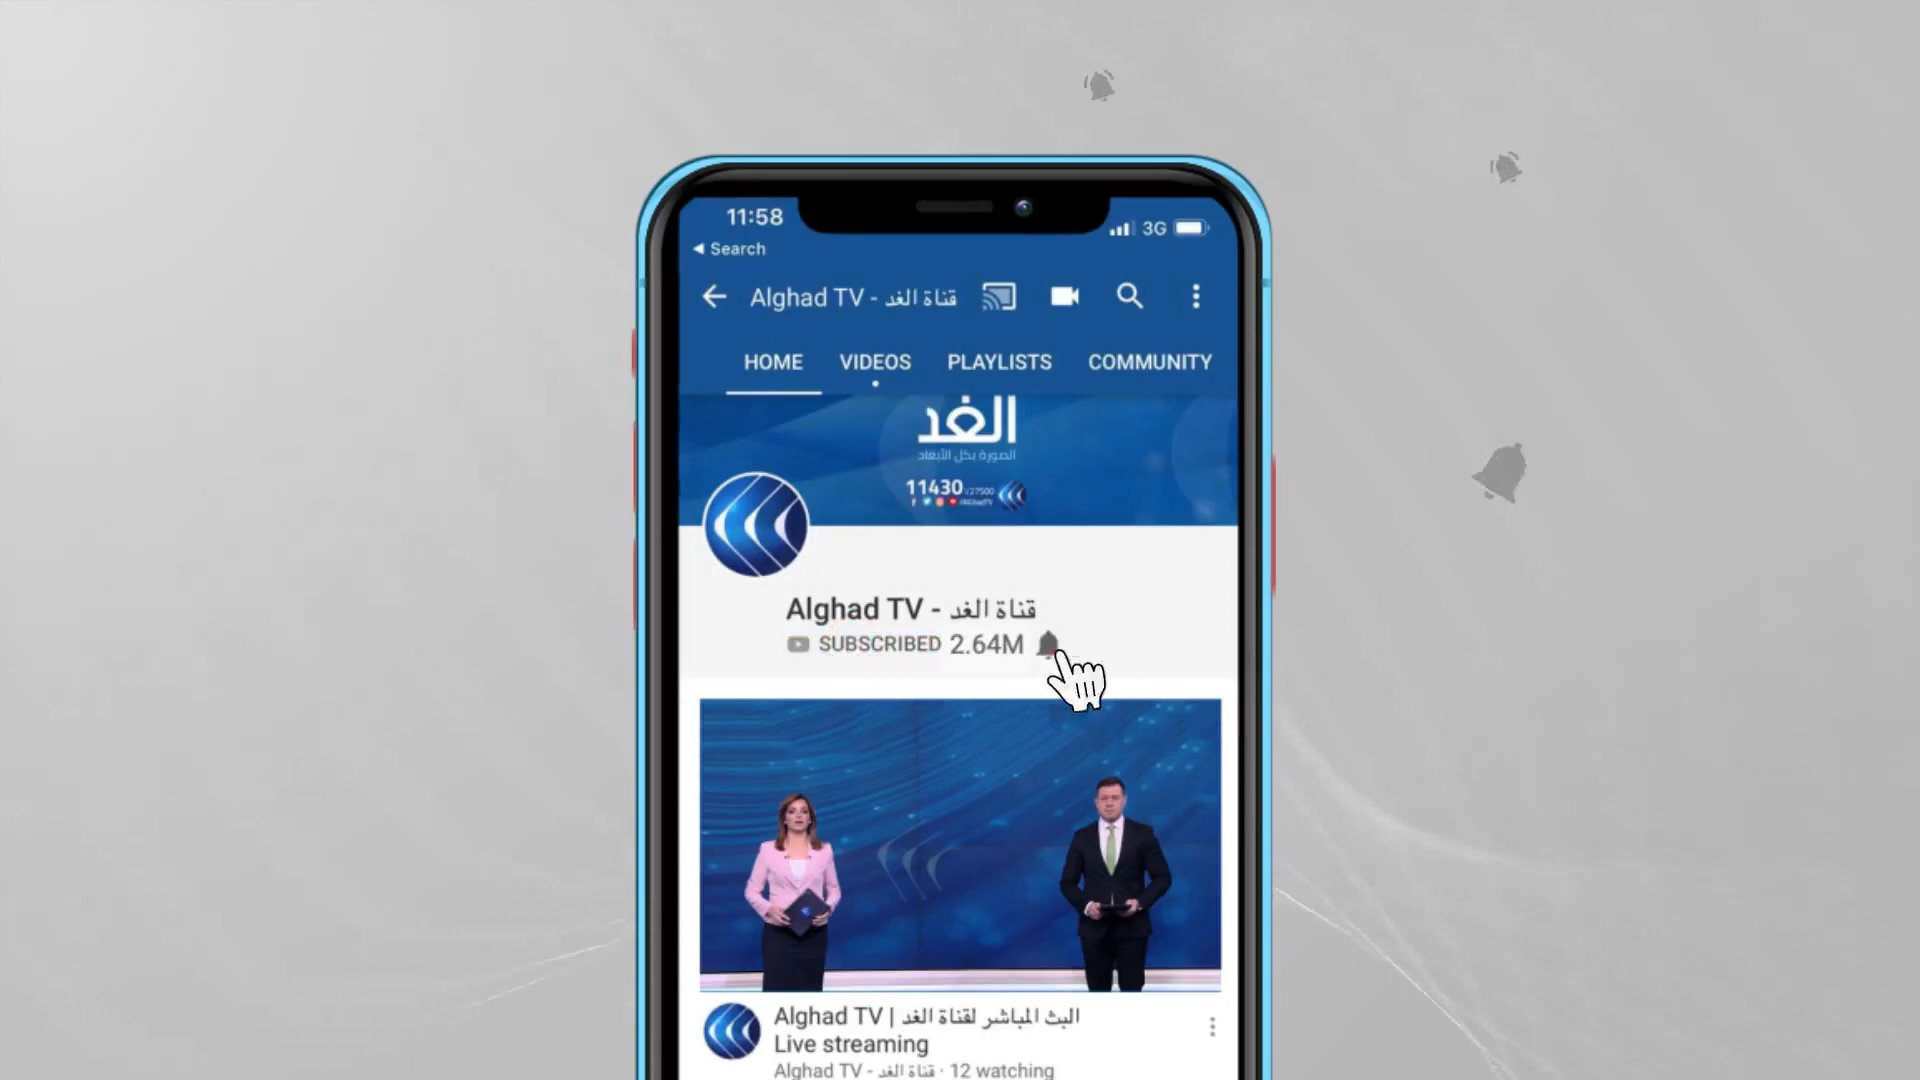 11:58
3G
Search
Alghad TV - قناة الغد
HOME VIDEOS PLAYLISTS COMMUNITY
الغد
الصورة بكل الأبعاد
11430 27500
Alghad TV - قناة الغد
SUBSCRIBED 2.64M
Alghad TV | البث المباشر لقناة الغد
Live streaming
Alghad TV - قناة الغد · 12 watching